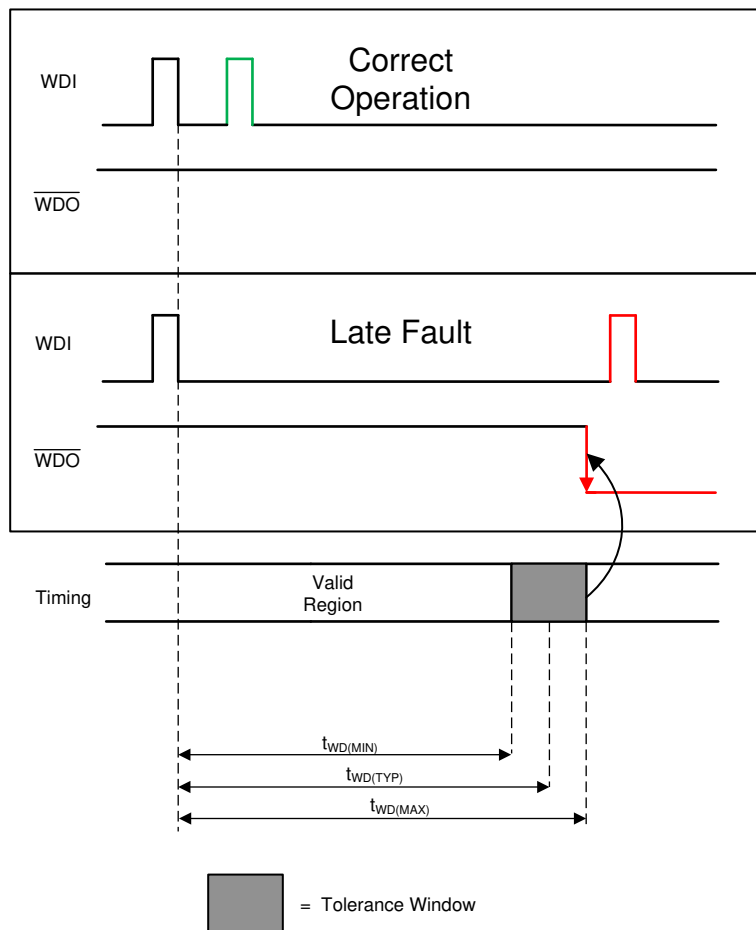 WDI
Correct
Operation
WDO
WDI
Late Fault
WDO
Timing
Valid
Region
tWD(MIN)
tWD(TYP)
tWD(MAX)
= Tolerance Window